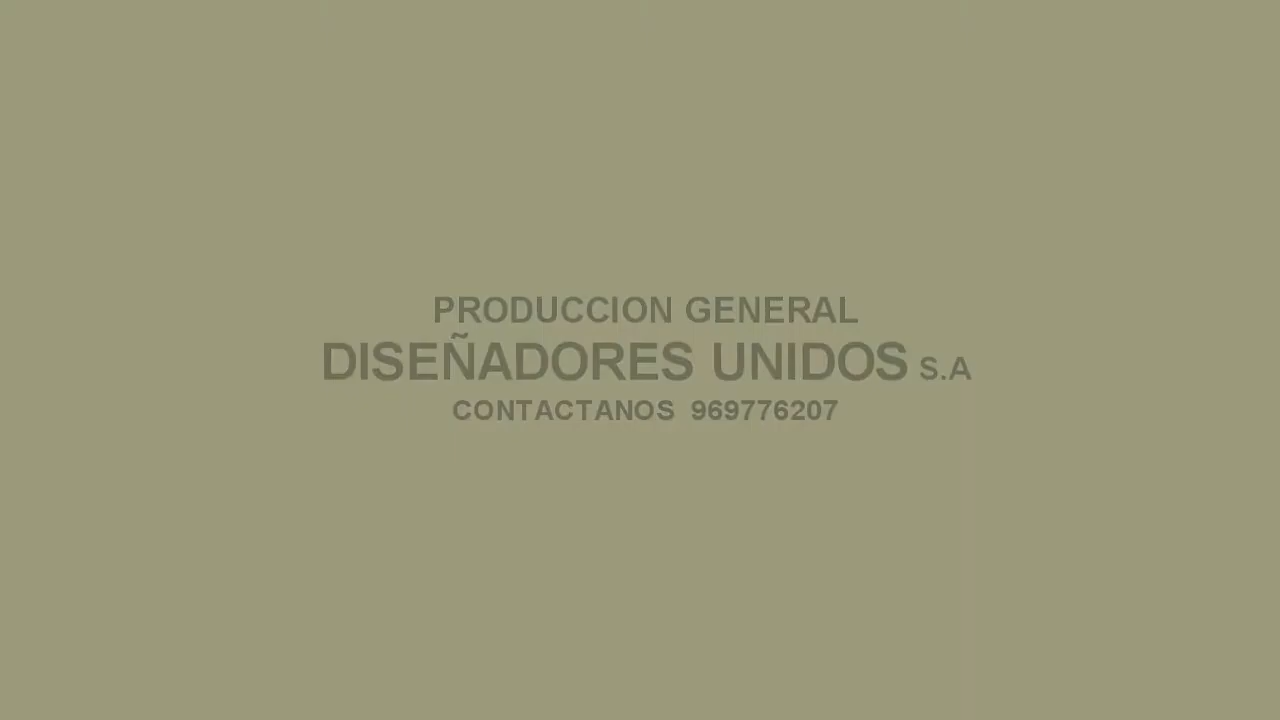 PRODUCCION GENERAL
DISEÑADORES UNIDOS S.A
CONTACTANOS 969776207